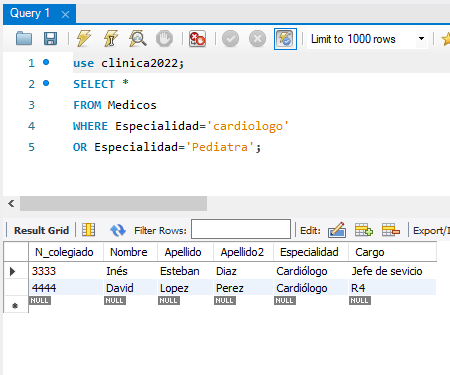 Query 1
Limit to 1000 rows
1 use clinica2022;
2 SELECT *
3 FROM Medicos
4 WHERE Especialidad='cardiologo'
5 OR Especialidad='Pediatra';
Result Grid Filter Rows: Edit: Export/I
N_colegiado Nombre Apellido Apellido2 Especialidad Cargo
3333 Inés Esteban Diaz Cardiólogo Jefe de sevicio
4444 David Lopez Perez Cardiólogo R4
NULL NULL NULL NULL NULL NULL